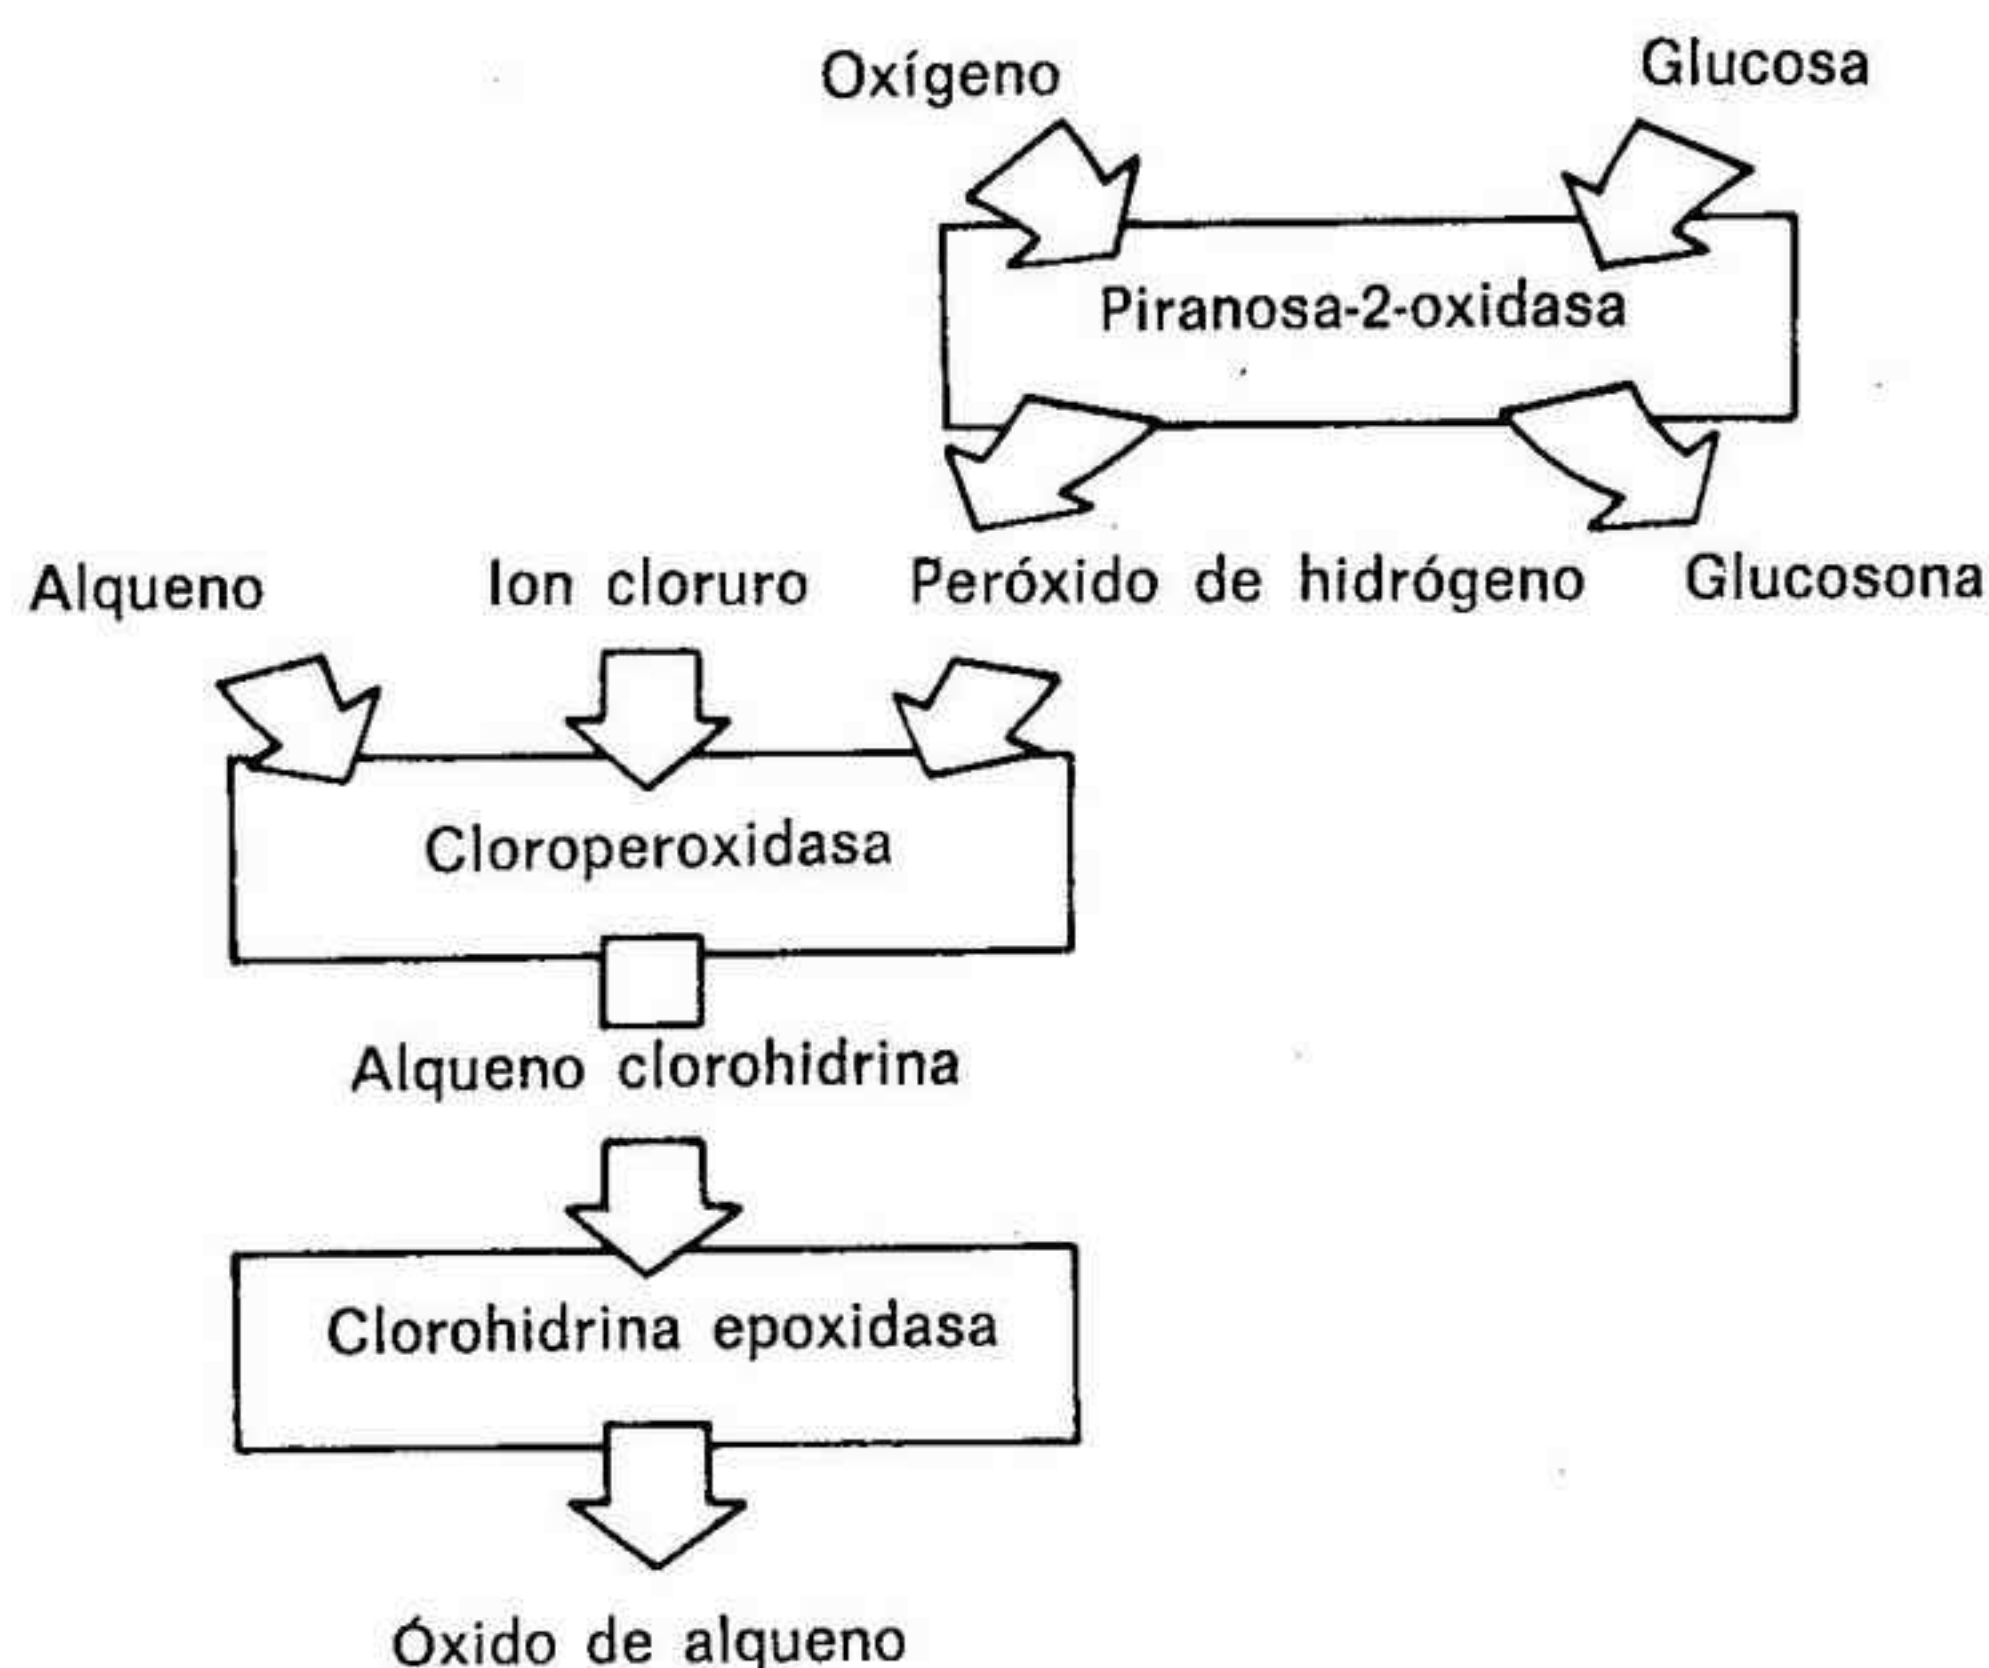 Oxígeno Glucosa
Piranosa-2-oxidasa
Alqueno Ion cloruro Peróxido de hidrógeno Glucosona
Cloroperoxidasa
Alqueno clorohidrina
Clorohidrina epoxidasa
Óxido de alqueno